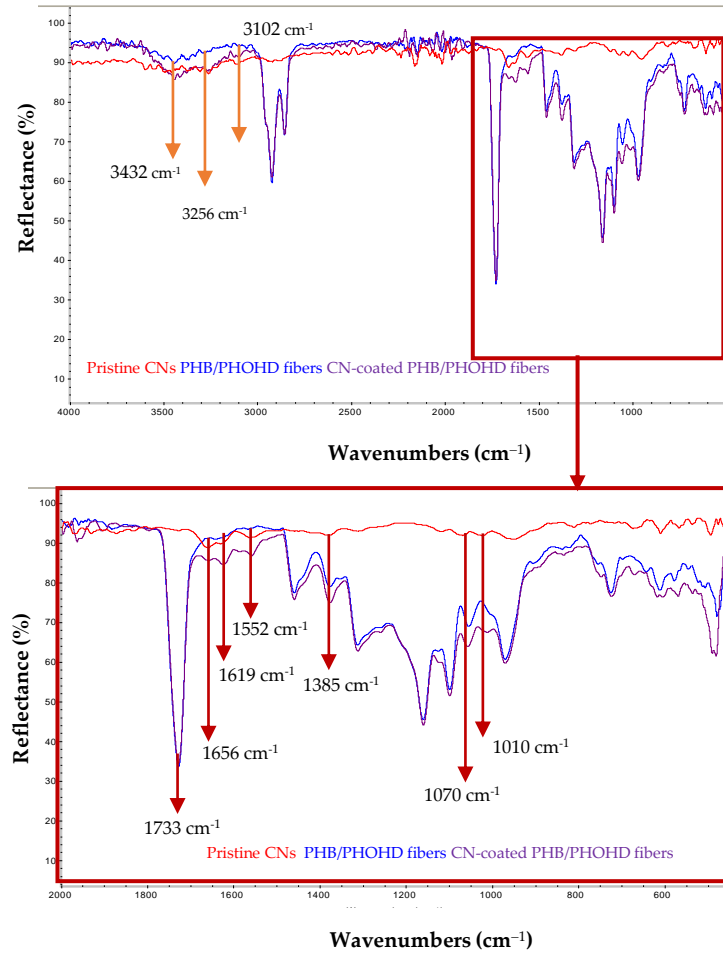 3102 cm⁻¹
100
90
80
70
60
50
40
30
20
10
Reflectance (%)
3432 cm⁻¹
3256 cm⁻¹
Pristine CNs PHB/PHOHD fibers CN-coated PHB/PHOHD fibers
4000 3500 3000 2500 2000 1500 1000
Wavenumbers (cm⁻¹)
100
90
80
70
60
50
40
30
20
10
Reflectance (%)
1552 cm⁻¹
1619 cm⁻¹
1385 cm⁻¹
1656 cm⁻¹
1010 cm⁻¹
1070 cm⁻¹
1733 cm⁻¹
Pristine CNs PHB/PHOHD fibers CN-coated PHB/PHOHD fibers
2000 1800 1600 1400 1200 1000 800 600
Wavenumbers (cm⁻¹)